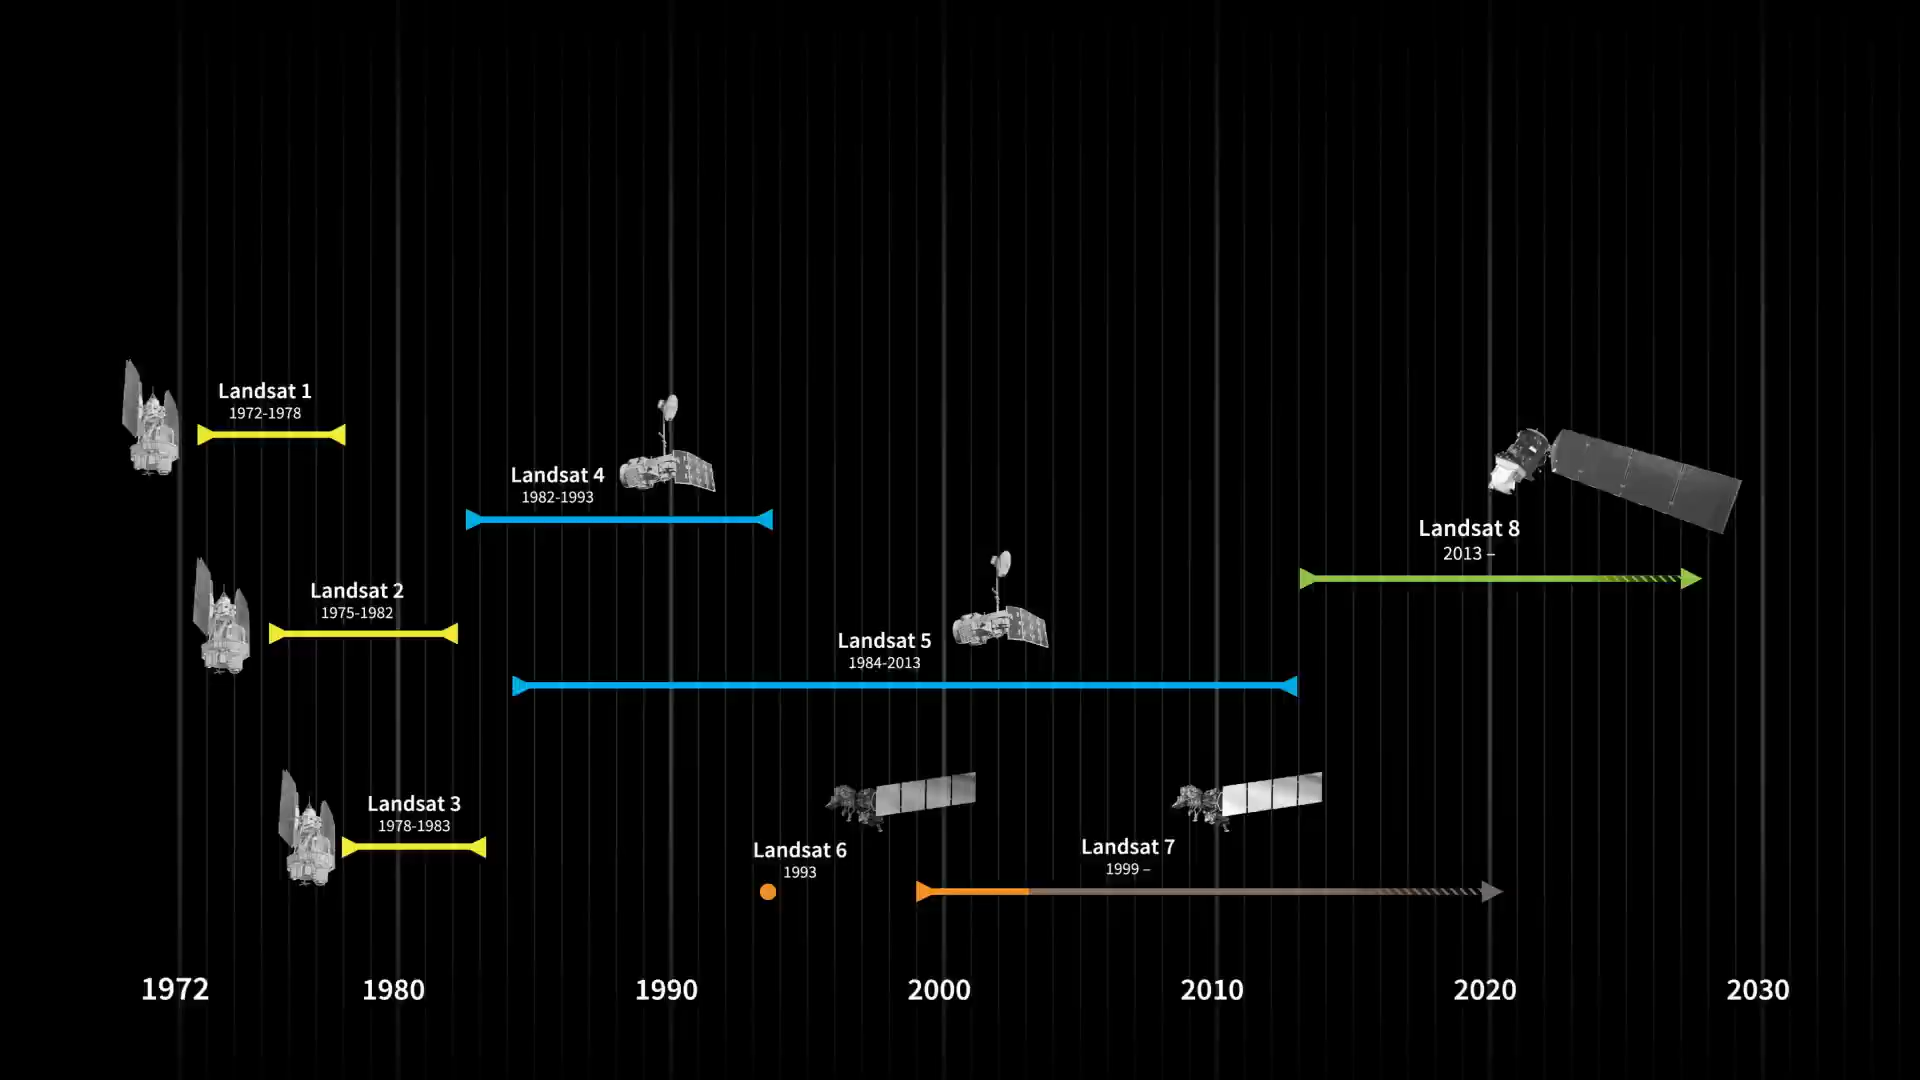 Landsat 1
1972-1978
Landsat 4
1982-1993
Landsat 8
2013 –
Landsat 2
1975-1982
Landsat 5
1984-2013
Landsat 3
1978-1983
Landsat 6
1993
Landsat 7
1999 –
1972
1980
1990
2000
2010
2020
2030